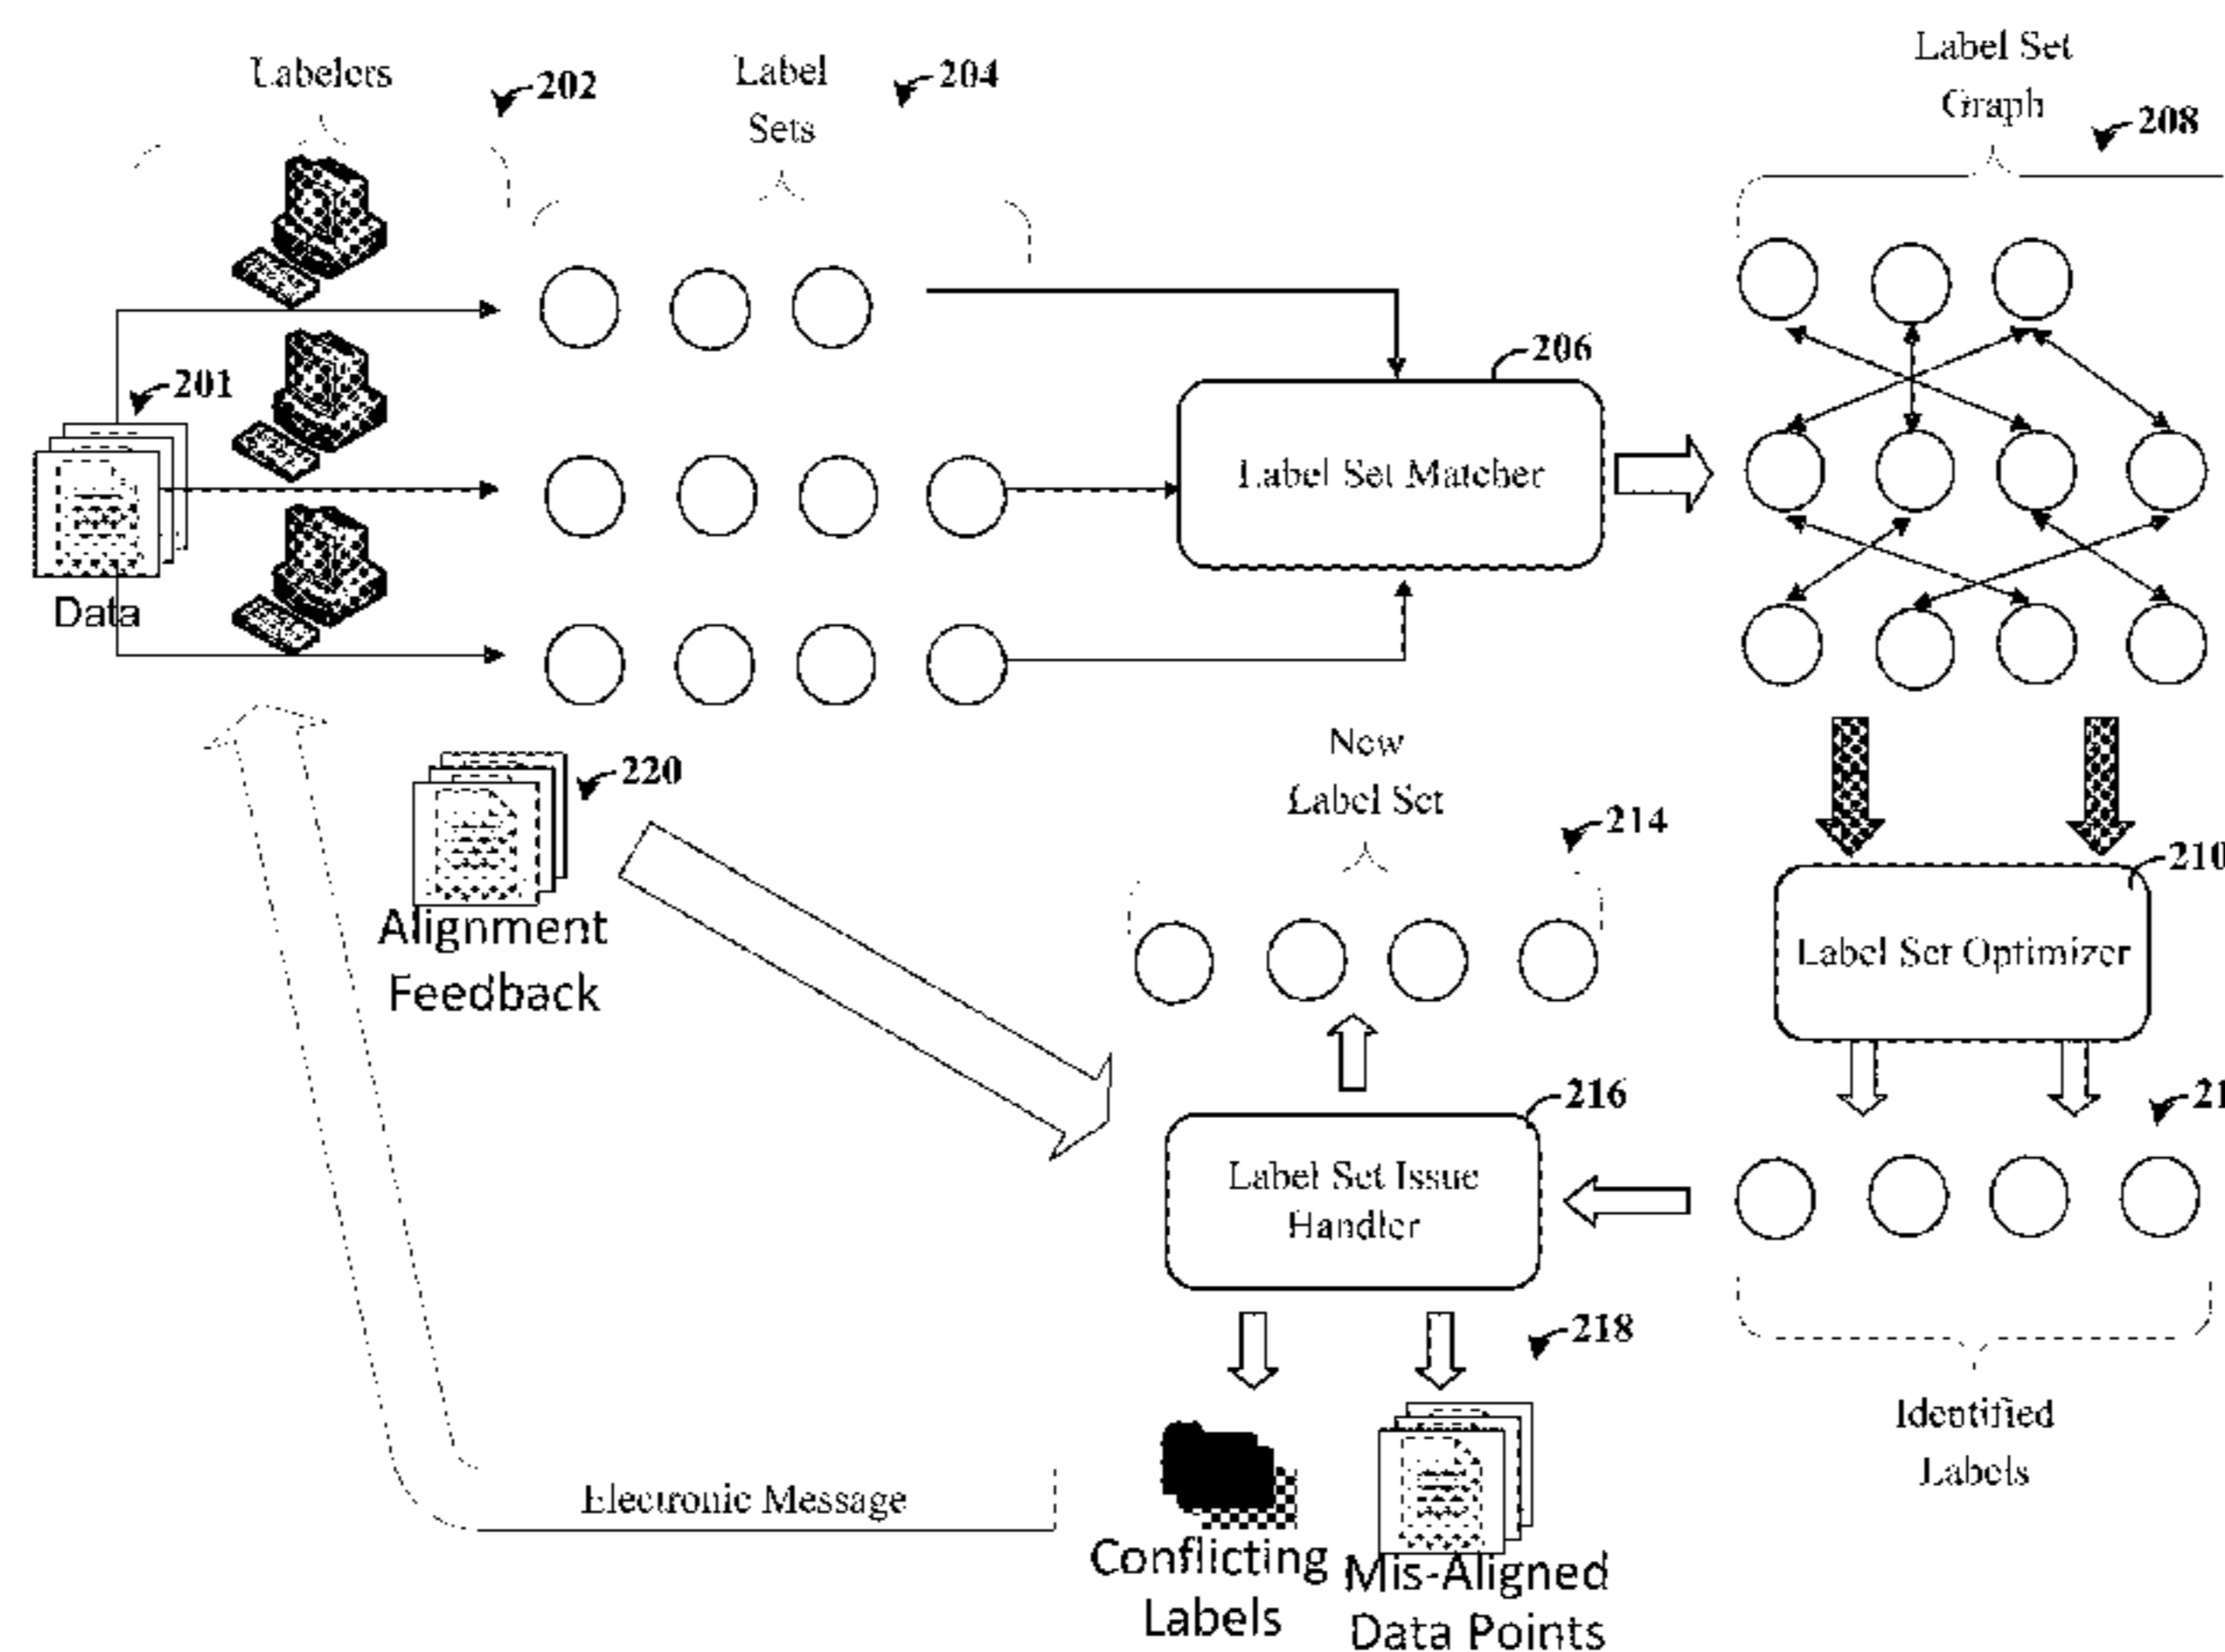 Labelers
202
Label
Sets
204
Label Set
Graph
208
201
Data
206
Label Set Matcher
220
Alignment
Feedback
New
Label Set
214
210
Label Set Optimizer
216
Label Set Issue
Handler
21
218
Identified
Labels
Electronic Message
Conflicting
Labels
Mis-Aligned
Data Points